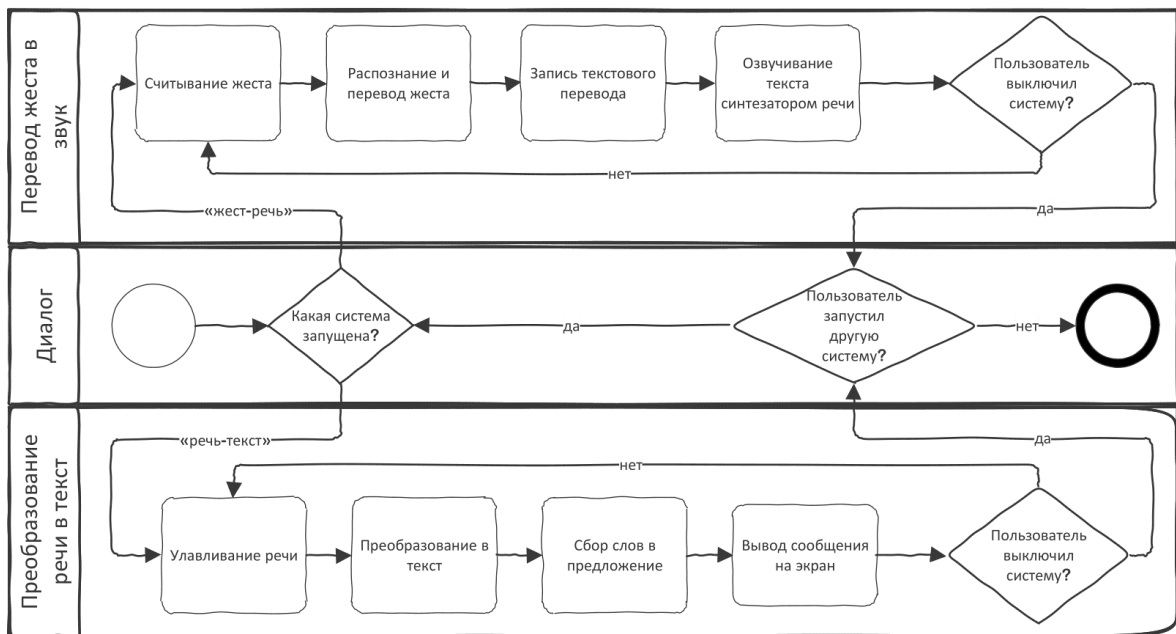 Перевод жеста в
звук
Считывание жеста
Распознание и
перевод жеста
Запись текстового
перевода
Озвучивание
текста
синтезатором речи
Пользователь
выключил
систему?
нет
«жест-речь»
да
Диалог
Какая система
запущена?
да
Пользователь
запустил
другую
систему?
нет
Преобразование
речи в текст
«речь-текст»
да
нет
Улавливание речи
Преобразование в
текст
Сбор слов в
предложение
Вывод сообщения
на экран
Пользователь
выключил
систему?